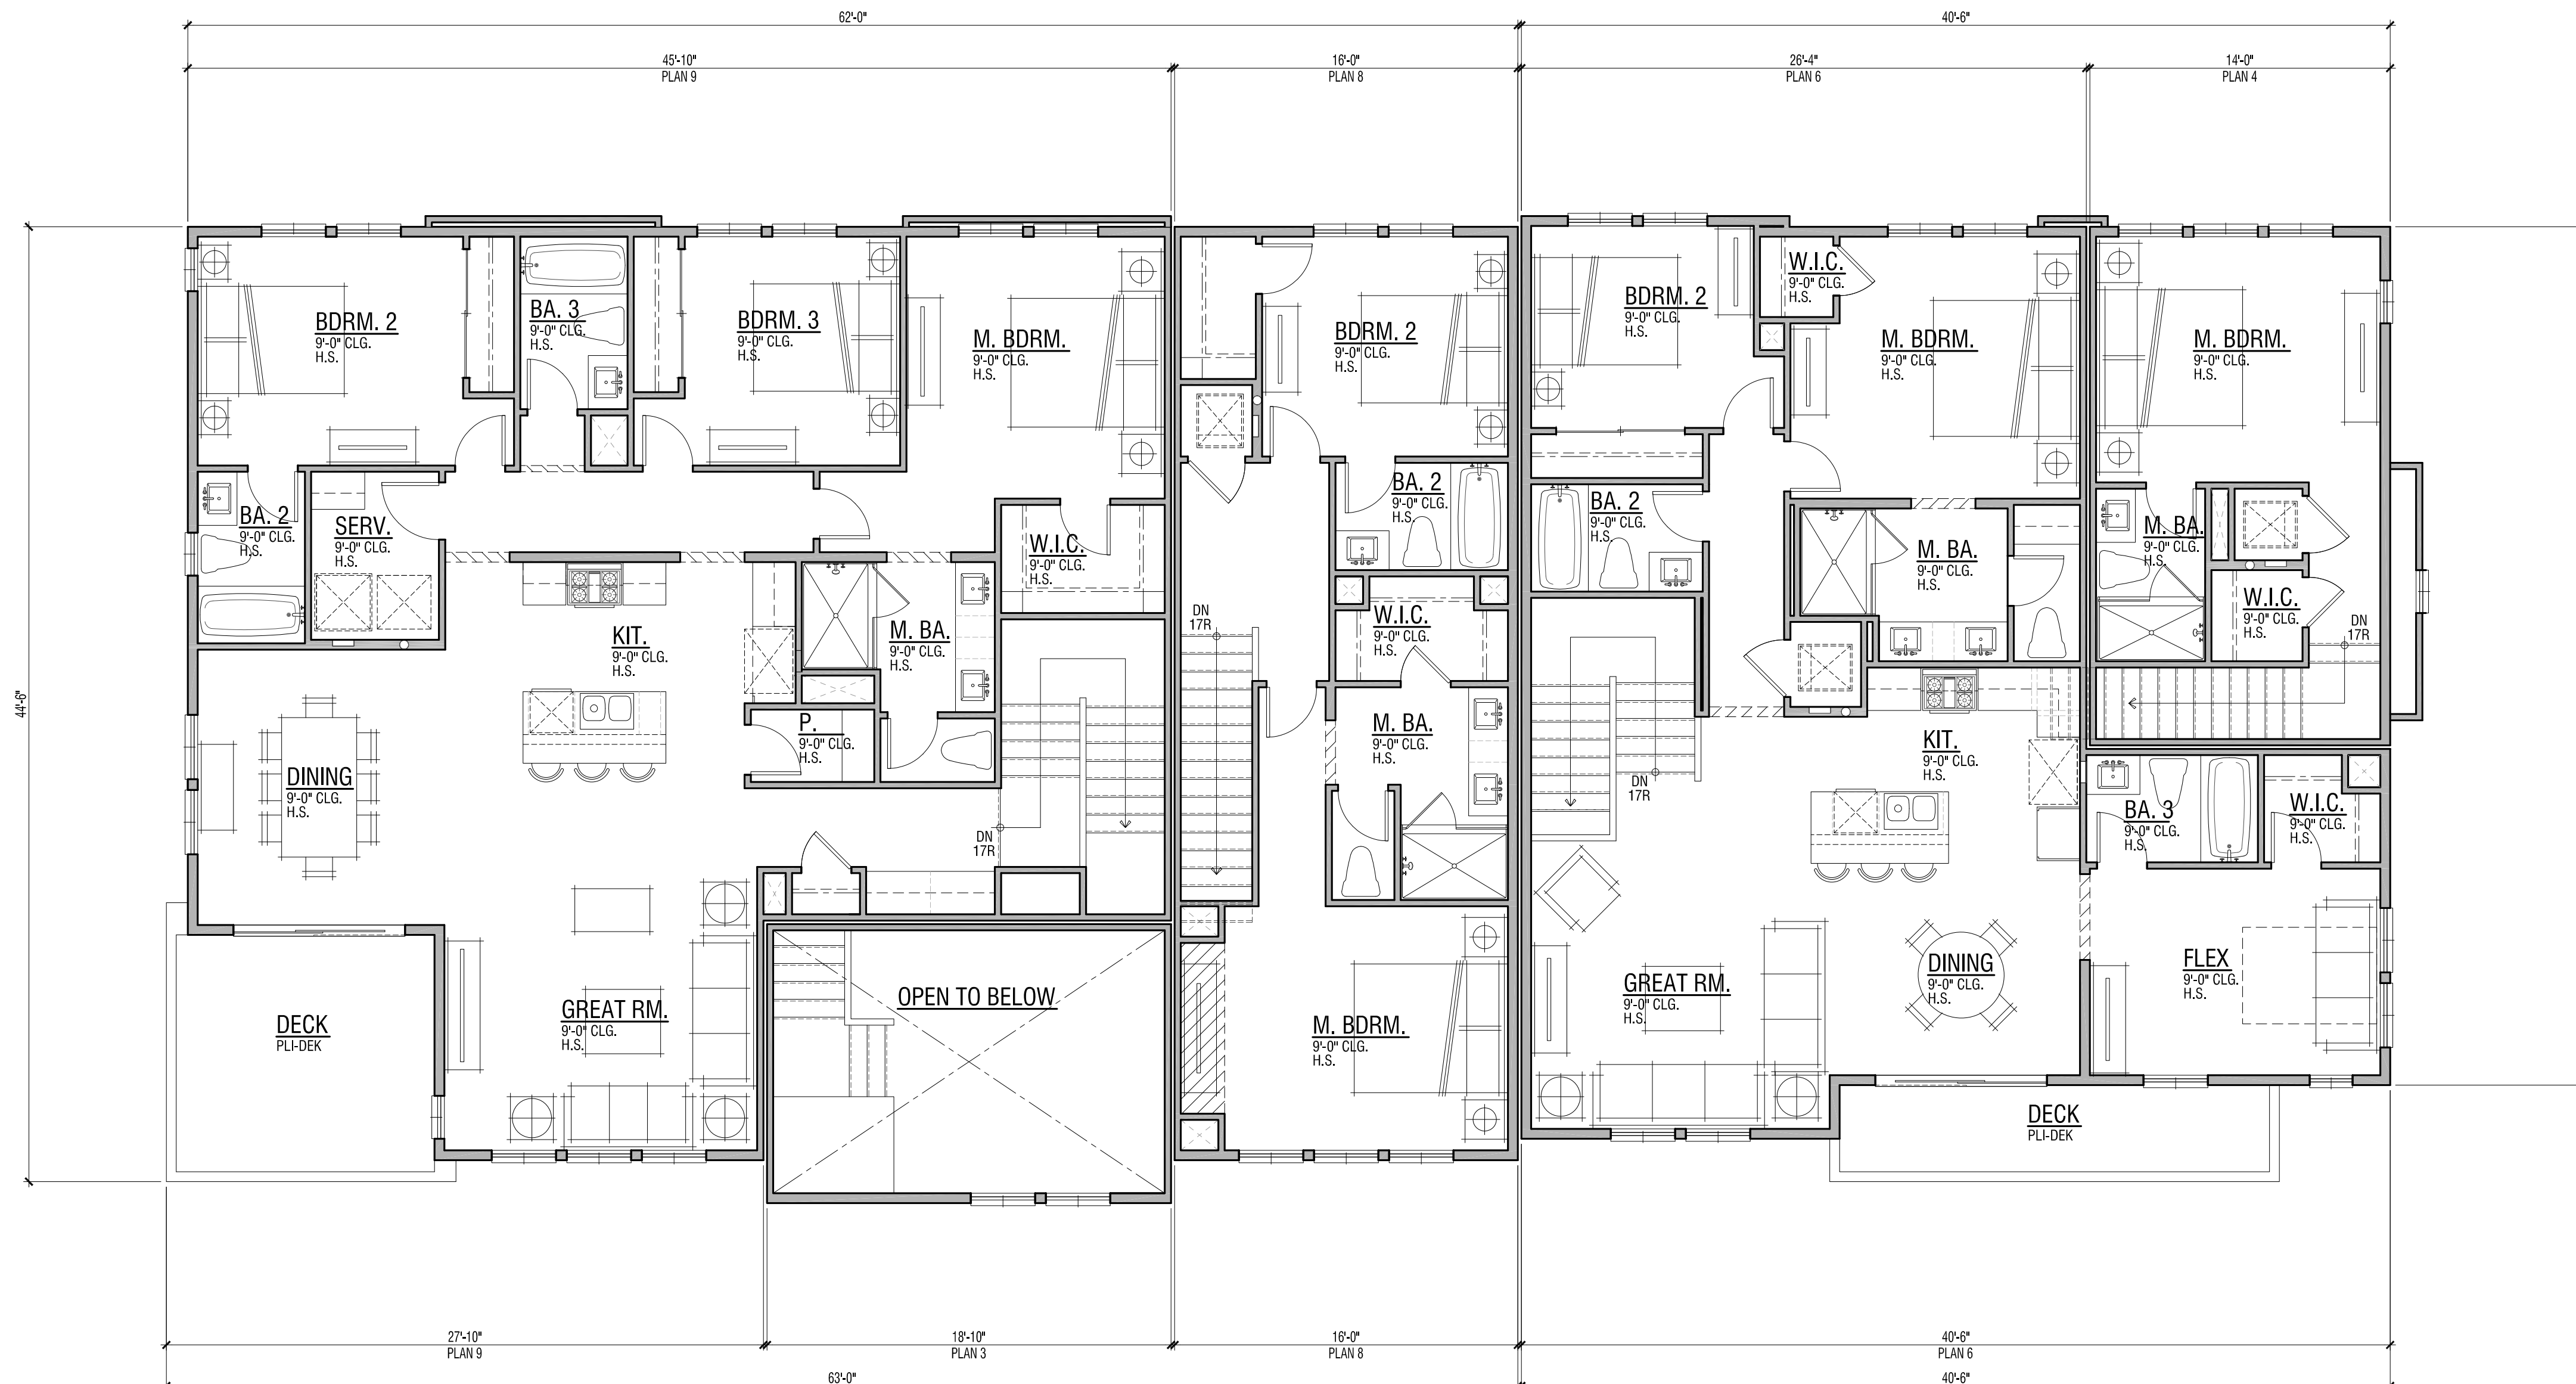 62'-0"
40'-6"
45'-10"
PLAN 9
16'-0"
PLAN 8
26'-4"
PLAN 6
14'-0"
PLAN 4
44'-6"
BDRM. 2
9'-0" CLG.
H.S.
BA. 3
9'-0" CLG.
H.S.
BDRM. 3
9'-0" CLG.
H.S.
M. BDRM.
9'-0" CLG.
H.S.
BDRM. 2
9'-0" CLG.
H.S.
BDRM. 2
9'-0" CLG.
H.S.
W.I.C.
9'-0" CLG.
H.S.
M. BDRM.
9'-0" CLG.
H.S.
M. BDRM.
9'-0" CLG.
H.S.
BA. 2
9'-0" CLG.
H.S.
SERV.
9'-0" CLG.
H.S.
W.I.C.
9'-0" CLG.
H.S.
BA. 2
9'-0" CLG.
H.S.
BA. 2
9'-0" CLG.
H.S.
M. BA.
9'-0" CLG.
H.S.
M. BA.
9'-0" CLG.
H.S.
W.I.C.
9'-0" CLG.
H.S.
DN
17R
KIT.
9'-0" CLG.
H.S.
M. BA.
9'-0" CLG.
H.S.
DN
17R
W.I.C.
9'-0" CLG.
H.S.
P.
9'-0" CLG.
H.S.
M. BA.
9'-0" CLG.
H.S.
DN
17R
KIT.
9'-0" CLG.
H.S.
DINING
9'-0" CLG.
H.S.
DN
17R
BA. 3
9'-0" CLG.
H.S.
W.I.C.
9'-0" CLG.
H.S.
DECK
PLI-DEK
GREAT RM.
9'-0" CLG.
H.S.
OPEN TO BELOW
M. BDRM.
9'-0" CLG.
H.S.
GREAT RM.
9'-0" CLG.
H.S.
DINING
9'-0" CLG.
H.S.
FLEX
9'-0" CLG.
H.S.
DECK
PLI-DEK
27'-10"
PLAN 9
18'-10"
PLAN 3
16'-0"
PLAN 8
40'-6"
PLAN 6
63'-0"
40'-6"